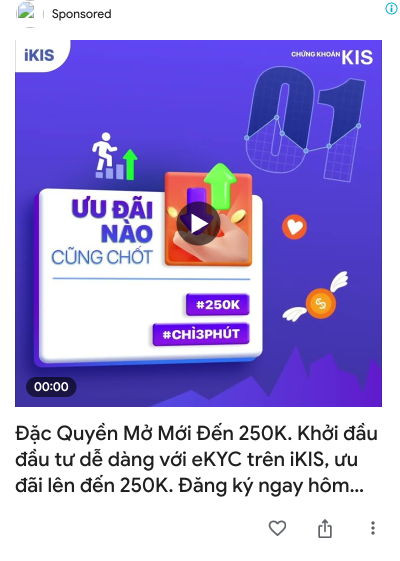 Sponsored
iKIS
CHỨNG KHOÁN KIS
01
ƯU ĐÃI
NÀO
CŨNG CHỐT
#250K
#CHỈ3PHÚT
00:00
Đặc Quyền Mở Mới Đến 250K. Khởi đầu
đầu tư dễ dàng với eKYC trên iKIS, ưu
đãi lên đến 250K. Đăng ký ngay hôm...